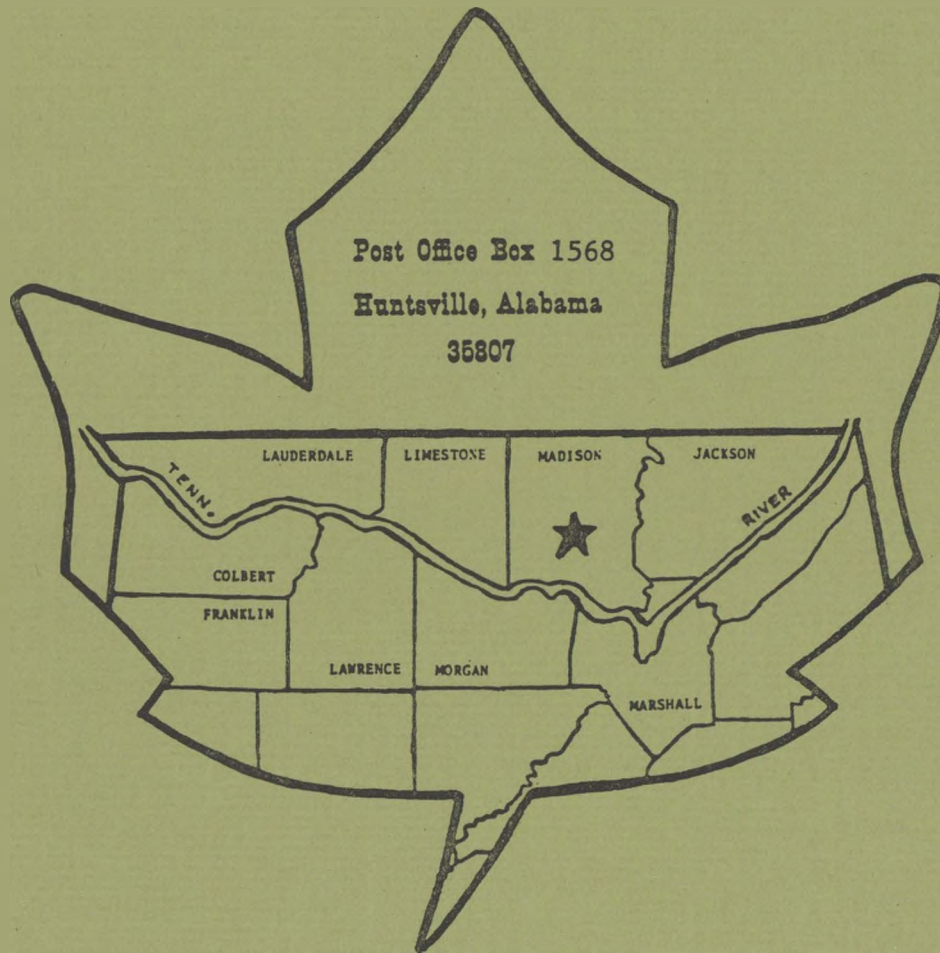 Post Office Box 1568
Huntsville, Alabama
35807
LAUDERDALE LIMESTONE MADISON JACKSON
TENN.
RIVER
COLBERT
FRANKLIN
LAWRENCE MORGAN
MARSHALL